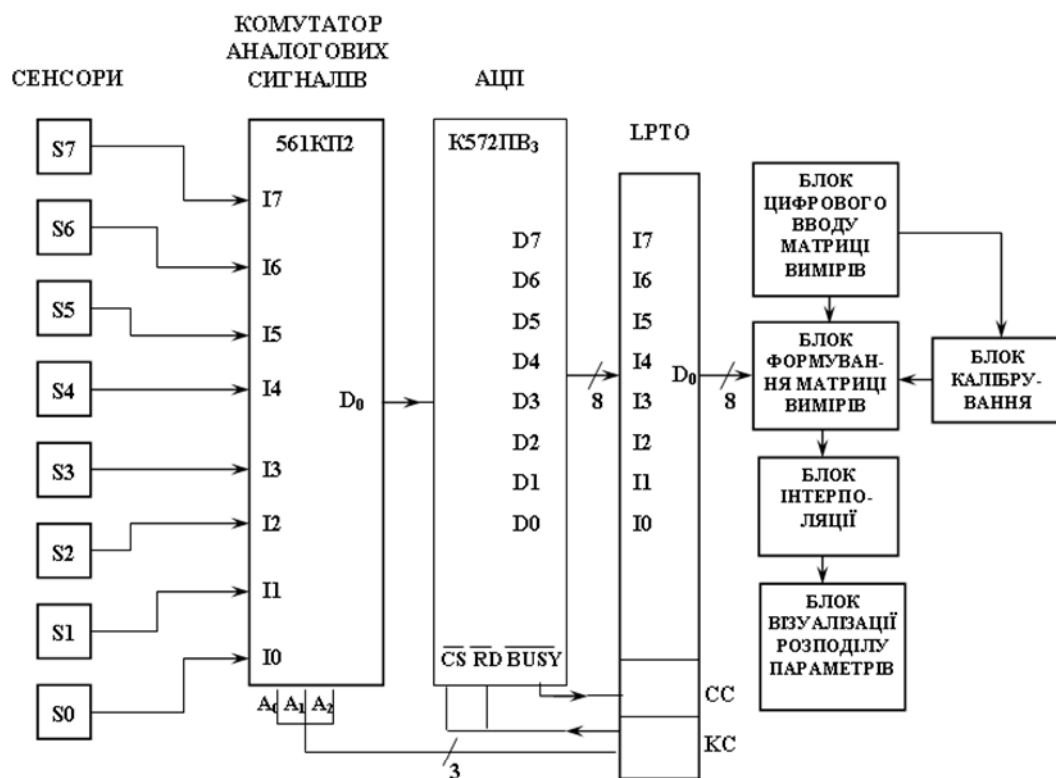 СЕНСОРИ
S7
S6
S5
S4
S3
S2
S1
S0
КОМУТАТОР
АНАЛОГОВИХ
СИГНАЛІВ
561КП2
I7
I6
I5
I4
I3
I2
I1
I0
D₀
A₀ A₁ A₂
АЦП
К572ПВ₃
D7
D6
D5
D4
D3
D2
D1
D0
CS RD BUSY
3
8
LPTO
I7
I6
I5
I4
I3
I2
I1
I0
D₀
CC
КС
8
БЛОК
ЦИФРОВОГО
ВВОДУ
МАТРИЦІ
ВИМІРІВ
БЛОК
ФОРМУВАН-
НЯ МАТРИЦІ
ВИМІРІВ
БЛОК
КАЛІБРУ-
ВАННЯ
БЛОК
ІНТЕРПО-
ЛЯЦІЇ
БЛОК
ВІЗУАЛІЗАЦІЇ
РОЗПОДІЛУ
ПАРАМЕТРІВ